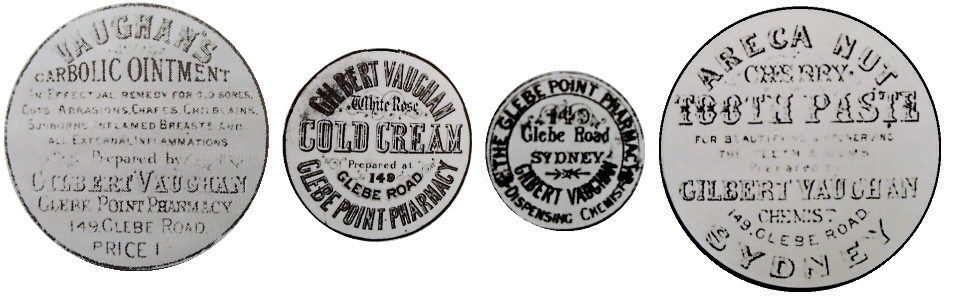 VAUGHAN'S
CARBOLIC OINTMENT
AN EFFECTUAL REMEDY FOR OLD SORES,
CUTS, ABRASIONS, CHAFES, CHILBLAINS,
SUNBURNS, INFLAMED BREASTS AND
ALL EXTERNAL INFLAMMATIONS
Prepared by
GILBERT VAUGHAN
GLEBE POINT PHARMACY
149, GLEBE ROAD
PRICE 1
GILBERT VAUGHAN
White Rose
COLD CREAM
Prepared at
149
GLEBE ROAD
GLEBE POINT PHARMACY
THE GLEBE POINT PHARMACY
149
Glebe Road
SYDNEY
GILBERT VAUGHAN
DISPENSING CHEMIST
ARECA NUT
CHERRY
TOOTH PASTE
FOR BEAUTIFYING & PRESERVING
THE TEETH & GUMS
Prepared by
GILBERT VAUGHAN
CHEMIST
149, GLEBE ROAD
SYDNEY